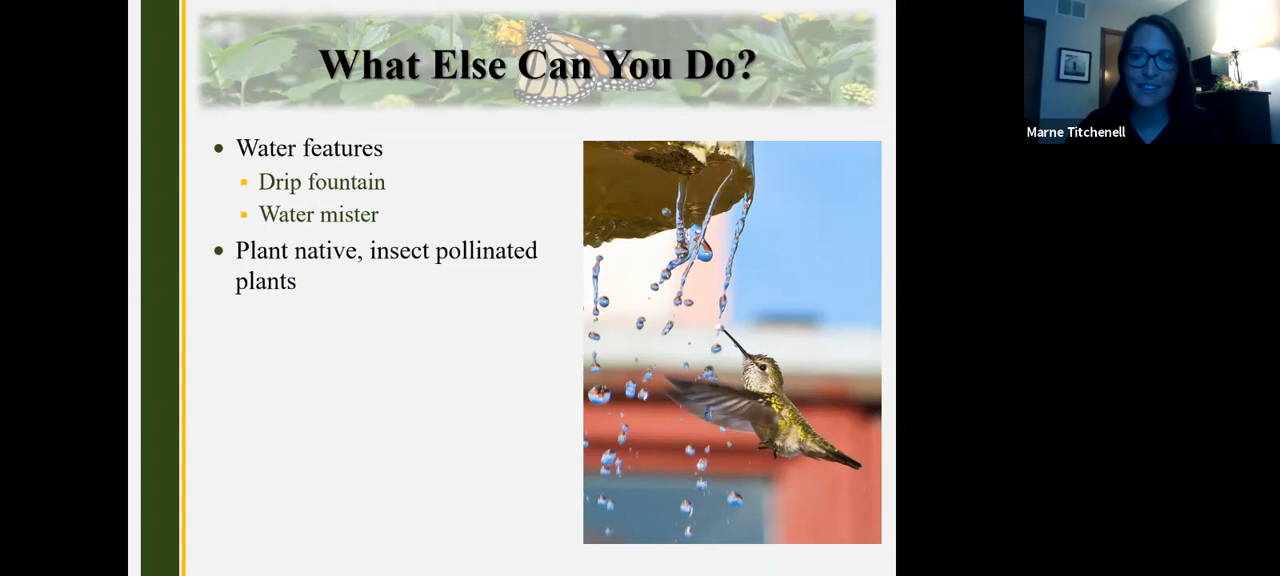 What Else Can You Do?
Water features
Drip fountain
Water mister
Plant native, insect pollinated
plants
Marne Titchenell